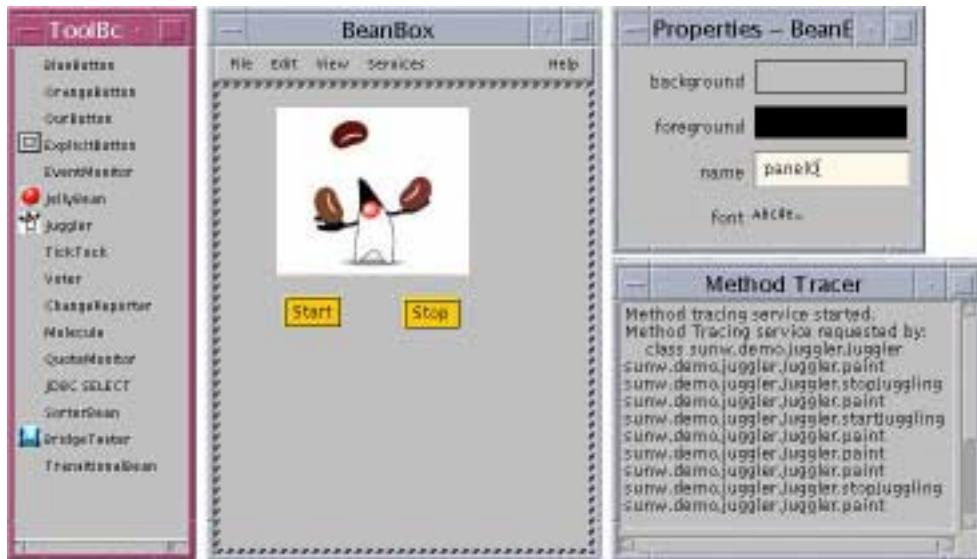 ToolBc
BlueButton
OrangeButton
OurButton
ExplicitButton
EventMonitor
JellyBean
Juggler
TickTock
Voter
ChangeReporter
Molecule
QuoteMonitor
JDBC SELECT
SorterBean
BridgeTester
TransitionalBean
BeanBox
File Edit View Services Help
Start Stop
Properties – BeanB
background
foreground
name panel0
font Abcde...
Method Tracer
Method tracing service started.
Method Tracing service requested by:
class sunw.demo.juggler.Juggler
sunw.demo.juggler.Juggler.paint
sunw.demo.juggler.Juggler.stopJuggling
sunw.demo.juggler.Juggler.paint
sunw.demo.juggler.Juggler.startJuggling
sunw.demo.juggler.Juggler.paint
sunw.demo.juggler.Juggler.paint
sunw.demo.juggler.Juggler.paint
sunw.demo.juggler.Juggler.stopJuggling
sunw.demo.juggler.Juggler.paint